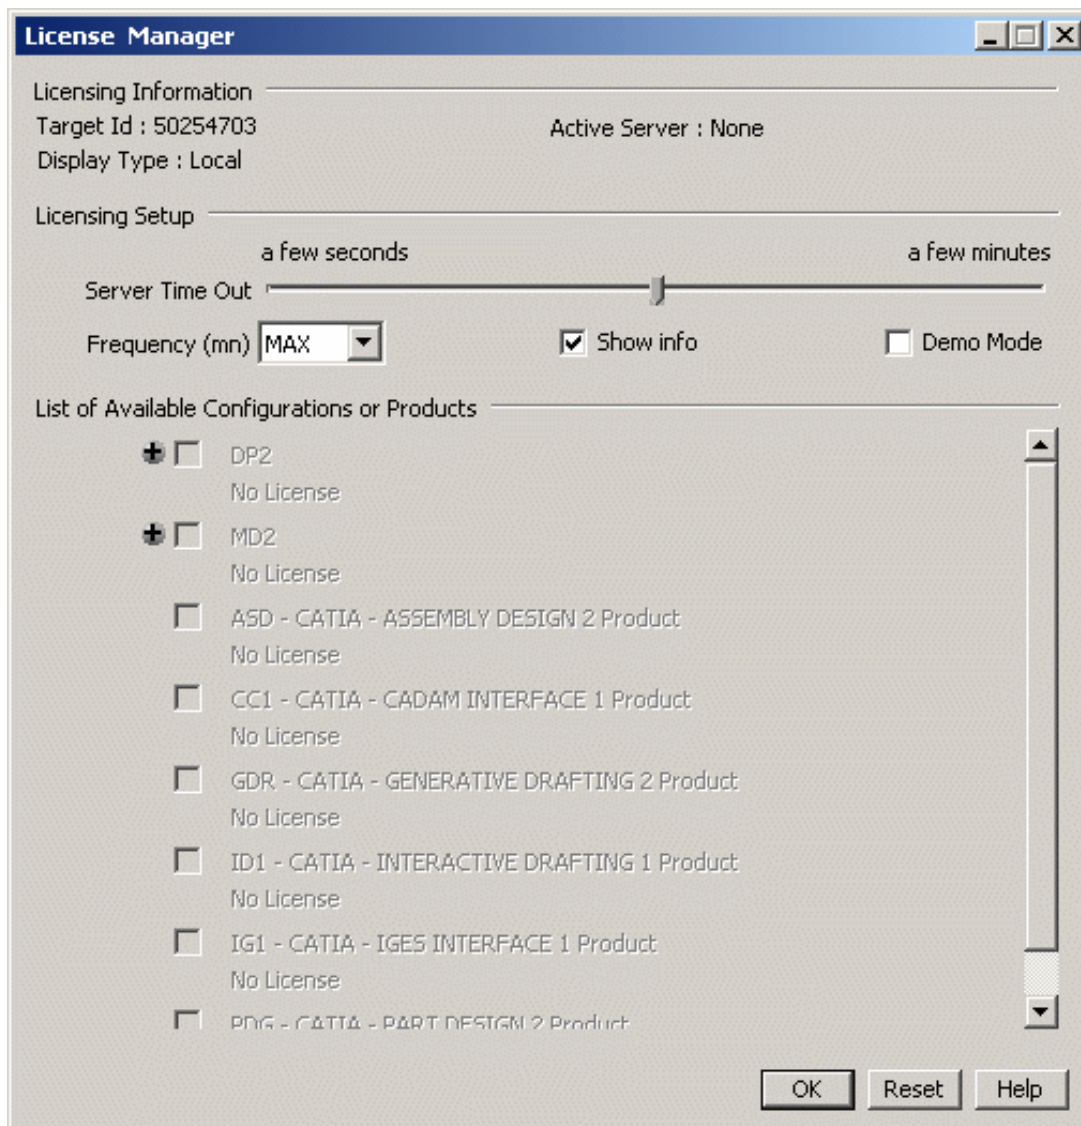 License Manager
Licensing Information
Target Id : 50254703
Active Server : None
Display Type : Local
Licensing Setup
a few seconds
a few minutes
Server Time Out
Frequency (mn) MAX
Show info
Demo Mode
List of Available Configurations or Products
DP2
No License
MD2
No License
ASD - CATIA - ASSEMBLY DESIGN 2 Product
No License
CC1 - CATIA - CADAM INTERFACE 1 Product
No License
GDR - CATIA - GENERATIVE DRAFTING 2 Product
No License
ID1 - CATIA - INTERACTIVE DRAFTING 1 Product
No License
IG1 - CATIA - IGES INTERFACE 1 Product
No License
PDG - CATIA - PART DESIGN 2 Product
OK
Reset
Help